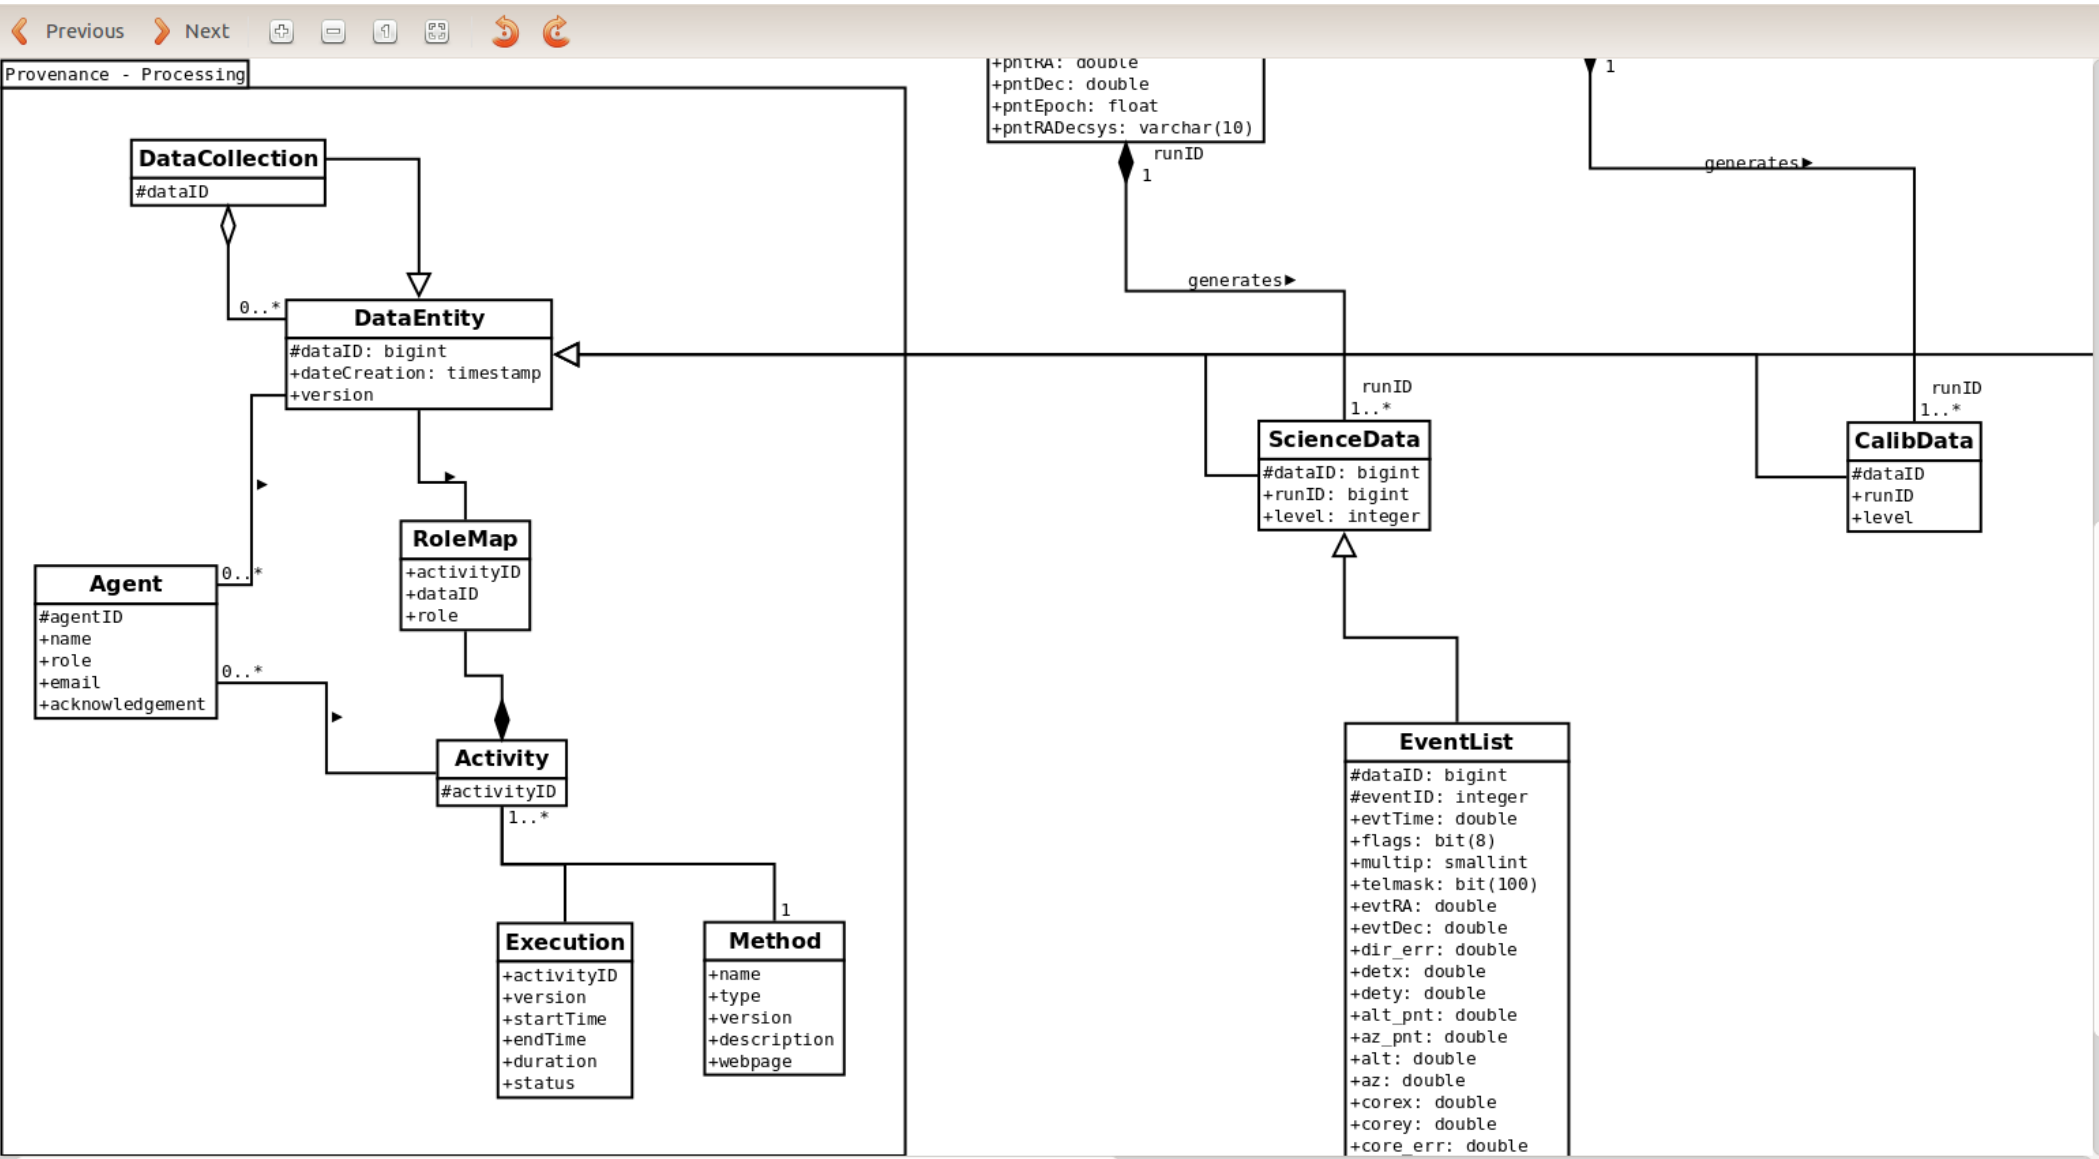 Previous Next 1
Provenance - Processing
DataCollection
#dataID
0..*
DataEntity
#dataID: bigint
+dateCreation: timestamp
+version
RoleMap
+activityID
+dataID
+role
0..*
Agent
#agentID
+name
+role
+email
+acknowledgement
0..*
Activity
#activityID
1..*
Execution
+activityID
+version
+startTime
+endTime
+duration
+status
1
Method
+name
+type
+version
+description
+webpage
+pntRA: double
+pntDec: double
+pntEpoch: float
+pntRADecsys: varchar(10)
runID
1
generates►
runID
1..*
ScienceData
#dataID: bigint
+runID: bigint
+level: integer
EventList
#dataID: bigint
#eventID: integer
+evtTime: double
+flags: bit(8)
+multip: smallint
+telmask: bit(100)
+evtRA: double
+evtDec: double
+dir_err: double
+detx: double
+dety: double
+alt_pnt: double
+az_pnt: double
+alt: double
+az: double
+corex: double
+corey: double
+core_err: double
1
generates►
runID
1..*
CalibData
#dataID
+runID
+level